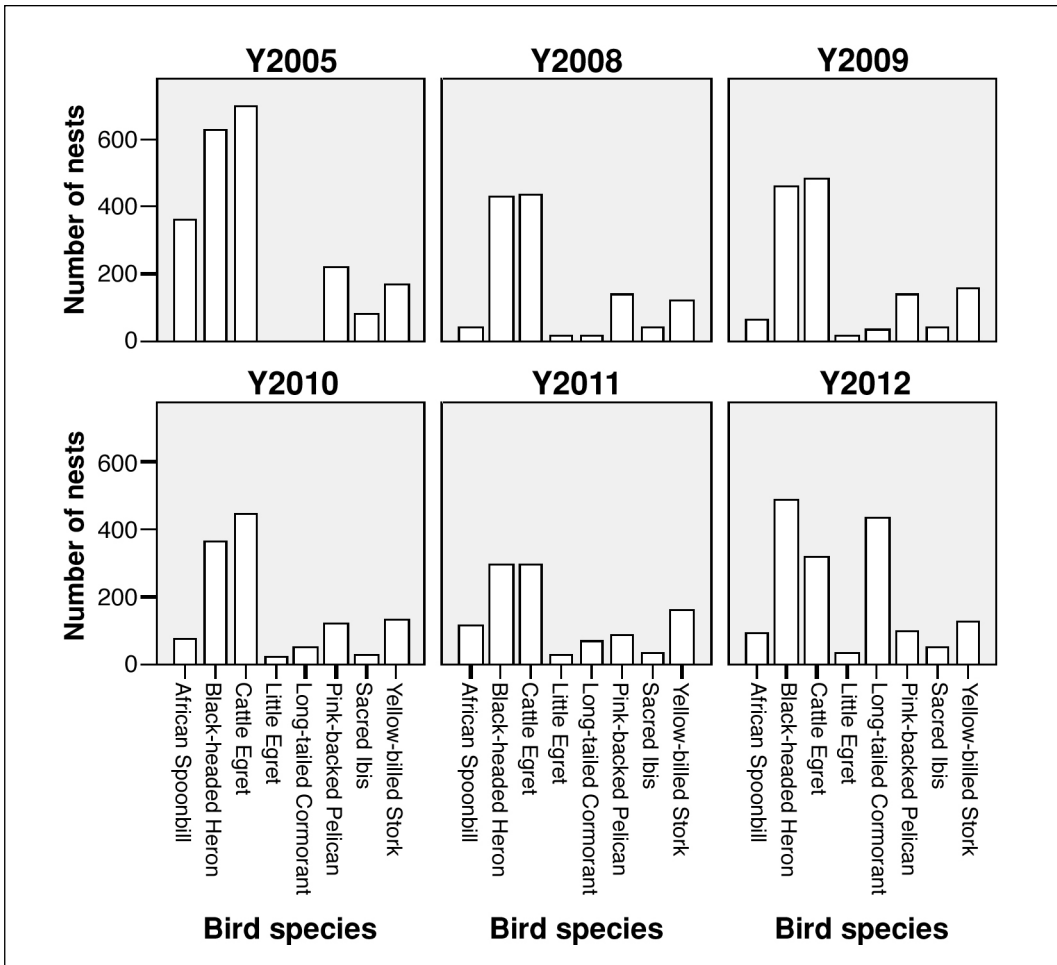 Y2005
Y2008
Y2009
Number of nests
600
400
200
0
Y2010
Y2011
Y2012
Number of nests
600
400
200
0
African Spoonbill
Black-headed Heron
Cattle Egret
Little Egret
Long-tailed Cormorant
Pink-backed Pelican
Sacred Ibis
Yellow-billed Stork
African Spoonbill
Black-headed Heron
Cattle Egret
Little Egret
Long-tailed Cormorant
Pink-backed Pelican
Sacred Ibis
Yellow-billed Stork
African Spoonbill
Black-headed Heron
Cattle Egret
Little Egret
Long-tailed Cormorant
Pink-backed Pelican
Sacred Ibis
Yellow-billed Stork
Bird species
Bird species
Bird species